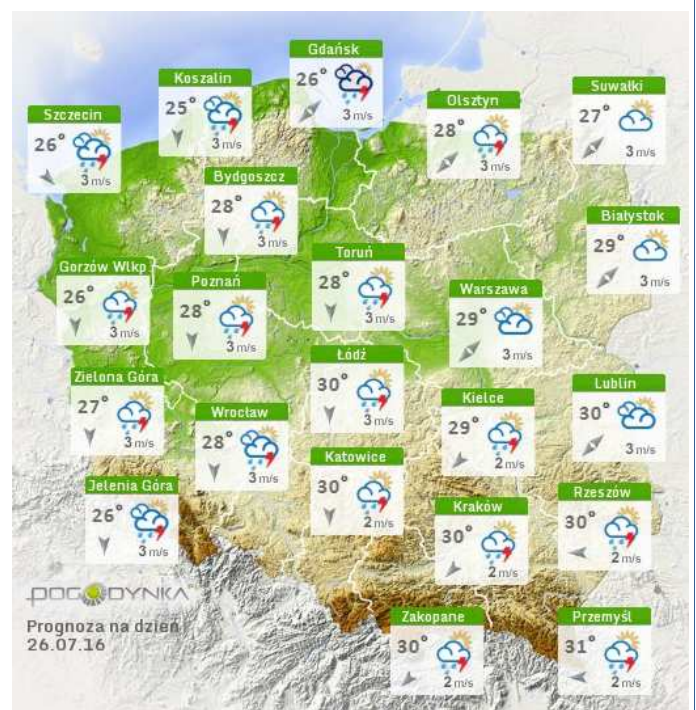 Gdańsk
26°
3 m/s
Koszalin
25°
3 m/s
Suwałki
27°
3 m/s
Olsztyn
28°
3 m/s
Szczecin
26°
3 m/s
Bydgoszcz
28°
3 m/s
Białystok
29°
3 m/s
Toruń
28°
3 m/s
Gorzów Wlkp
26°
3 m/s
Poznań
28°
3 m/s
Warszawa
29°
3 m/s
Łódź
30°
3 m/s
Zielona Góra
27°
3 m/s
Lublin
30°
3 m/s
Kielce
29°
2 m/s
Wrocław
28°
3 m/s
Katowice
30°
2 m/s
Jelenia Góra
26°
3 m/s
Rzeszów
30°
2 m/s
Kraków
30°
2 m/s
POGODYNKA
Prognoza na dzień
26.07.16
Zakopane
30°
2 m/s
Przemyśl
31°
2 m/s